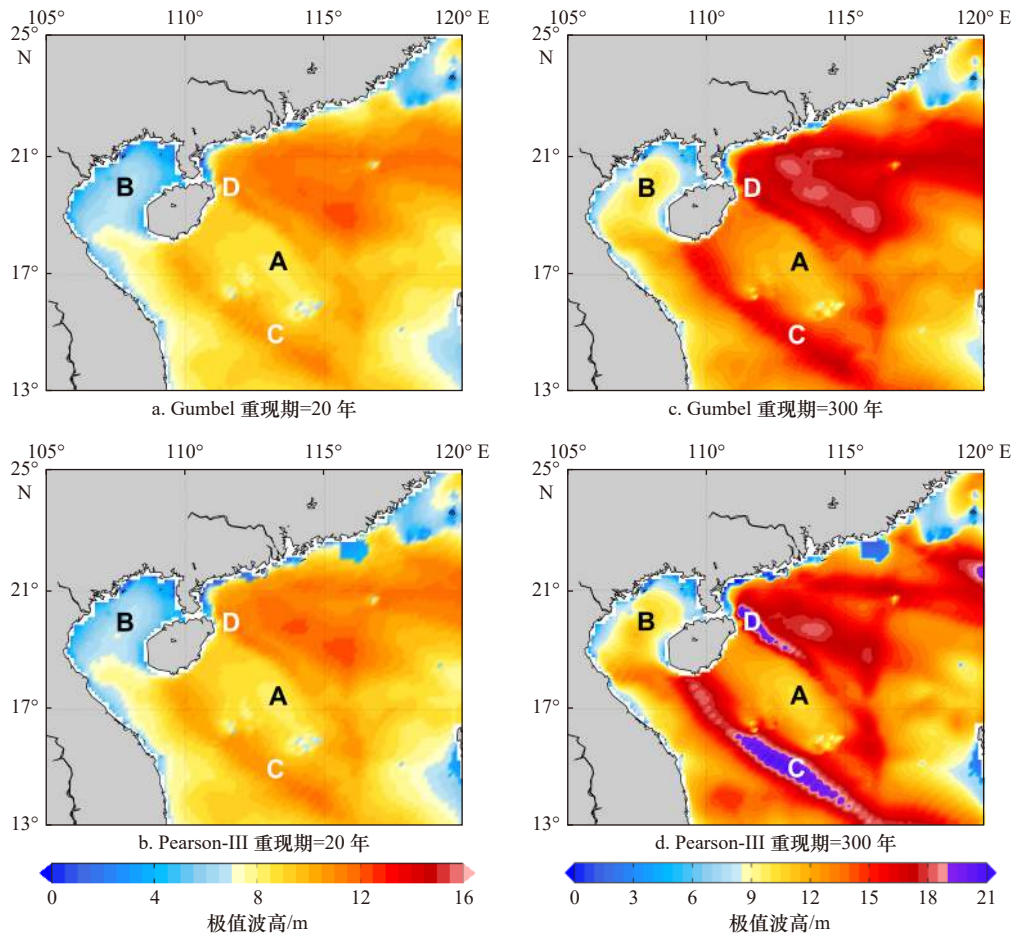 105° 110° 115° 120° E
25°
N
21°
17°
13°
B
D
A
C
a. Gumbel 重现期=20 年
105° 110° 115° 120° E
25°
N
21°
17°
13°
B
D
A
C
c. Gumbel 重现期=300 年
105° 110° 115° 120° E
25°
N
21°
17°
13°
B
D
A
C
b. Pearson-III 重现期=20 年
105° 110° 115° 120° E
25°
N
21°
17°
13°
B
D
A
C
d. Pearson-III 重现期=300 年
0 4 8 12 16
极值波高/m
0 3 6 9 12 15 18 21
极值波高/m